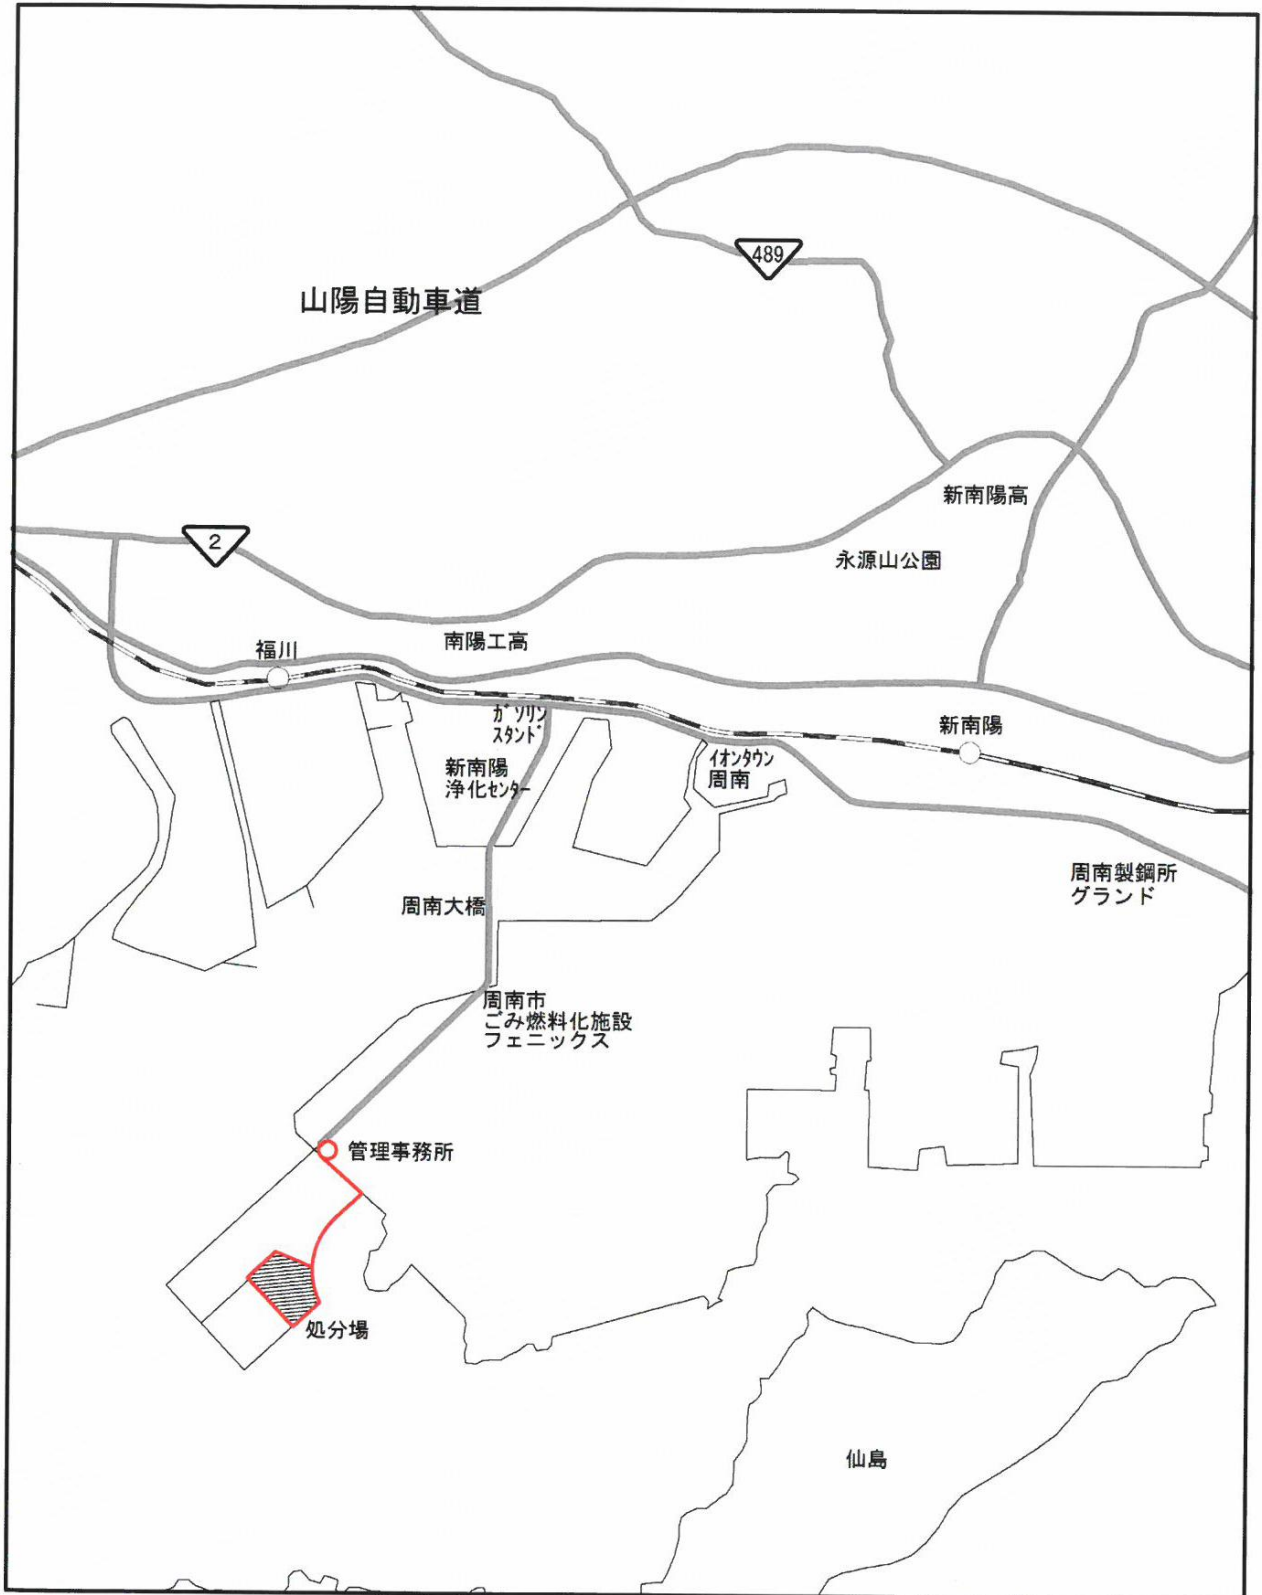 489
山陽自動車道
新南陽高
2
永源山公園
南陽工高
福川
ガソリン
スタンド
新南陽
新南陽
浄化センター
イオンタウン
周南
周南製鋼所
グランド
周南大橋
周南市
ごみ燃料化施設
フェニックス
管理事務所
処分場
仙島